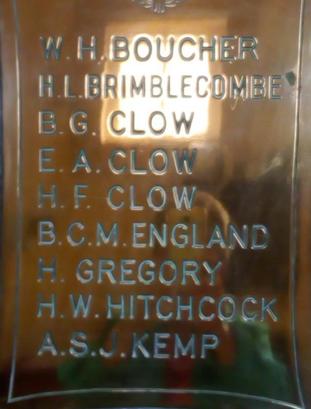 W. H. BOUCHER
H. L. BRIMBLECOMBE
B. G. CLOW
E. A. CLOW
H. F. CLOW
B. C. M. ENGLAND
H. GREGORY
H. W. HITCHCOCK
A. S. J. KEMP